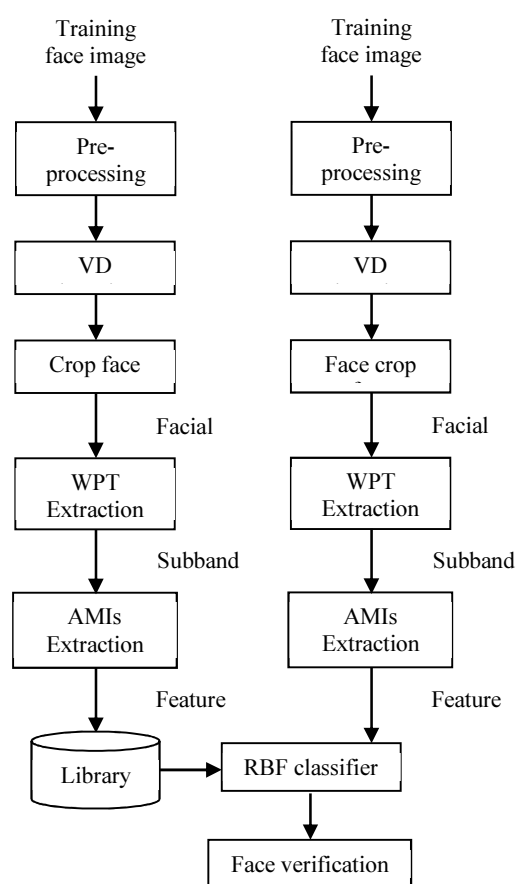 Training
face image
Pre-
processing
VD
Crop face
Facial
WPT
Extraction
Subband
AMIs
Extraction
Feature
Library
Training
face image
Pre-
processing
VD
Face crop
Facial
WPT
Extraction
Subband
AMIs
Extraction
Feature
RBF classifier
Face verification